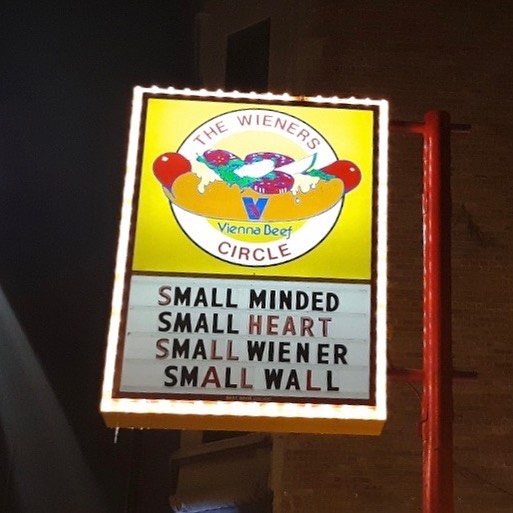 THE WIENERS
V
Vienna Beef
CIRCLE
SMALL MINDED
SMALL HEART
SMALL WIENER
SMALL WALL